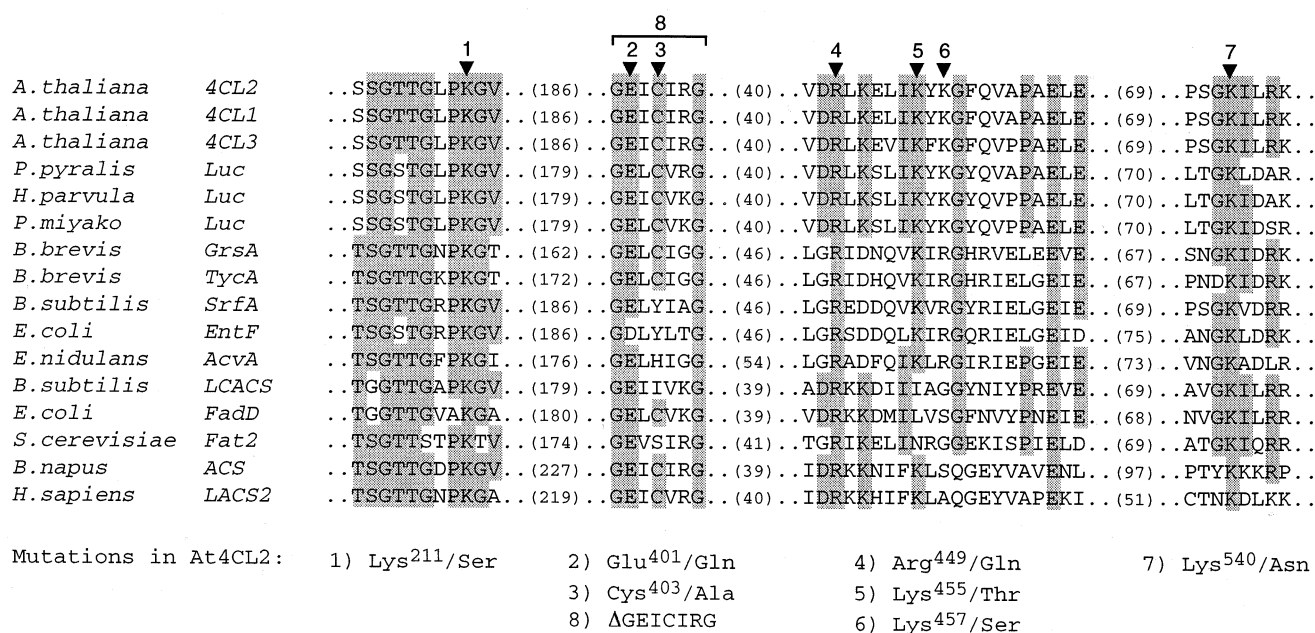 8
1 2 3 4 5 6 7
A.thaliana 4CL2 ..SSGTTGLPKGV..(186)...GEICIRG..(40)...VDRLKELIKYKGFQVAPAELE..(69)...PSGKILRK..
A.thaliana 4CL1 ..SSGTTGLPKGV..(186)...GEICIRG..(40)...VDRLKELIKYKGFQVAPAELE..(69)...PSGKILRK..
A.thaliana 4CL3 ..SSGTTGLPKGV..(186)...GEICIRG..(40)...VDRLKEVIKFKGFQVPPAELE..(69)...PSGKILRK..
P.pyralis Luc ..SSGSTGLPKGV..(179)...GELCVRG..(40)...VDRLKSLIKYKGYQVAPAELE..(70)...LTGKLDAR..
H.parvula Luc ..SSGSTGLPKGV..(179)...GEICVKG..(40)...VDRLKSLIKYKGYQVPPAELE..(70)...LTGKIDAK..
P.miyako Luc ..SSGSTGLPKGV..(179)...GELCVKG..(40)...VDRLKSLIKYKGYQVPPAELE..(70)...LTGKIDSR..
B.brevis GrsA ..TSGTTGNPKGT..(162)...GELCIGG..(46)...LGRIDNQVKIRGHRVELEEVE..(67)...SNGKIDRK..
B.brevis TycA ..TSGTTGKPKGT..(172)...GELCIGG..(46)...LGRIDHQVKIRGHRIELGEIE..(67)...PNDKIDRK..
B.subtilis SrfA ..TSGTTGRPKGV..(186)...GELYIAG..(46)...LGREDDQVKVRGYRIELGEIE..(69)...PSGKVDRR..
E.coli EntF ..TSGSTGRPKGV..(186)...GDLYLTG..(46)...LGRSDDQLKIRGQRIELGEID..(75)...ANGKLDRK..
E.nidulans AcvA ..TSGTTGFPKGI..(176)...GELHIGG..(54)...LGRADFQIKLRGIRIEPGEIE..(73)...VNGKADLR..
B.subtilis LCACS ..TGGTTGAPKGV..(179)...GEIIVKG..(39)...ADRKKDIIIAGGYNIYPREVE..(69)...AVGKILRR..
E.coli FadD ..TGGTTGVAKGA..(180)...GELCVKG..(39)...VDRKKDMILVSGFNVYPNEIE..(68)...NVGKILRR..
S.cerevisiae Fat2 ..TSGTTSTPKTV..(174)...GEVSIRG..(41)...TGRIKELINRGGEKISPIELD..(69)...ATGKIQRR..
B.napus ACS ..TSGTTGDPKGV..(227)...GEICIRG..(39)...IDRKKNIFKLSQGEYVAVENL..(97)...PTYKKKRP..
H.sapiens LACS2 ..TSGTTGNPKGA..(219)...GEICVRG..(40)...IDRKKHIFKLAQGEYVAPEKI..(51)...CTNKDLKK..
Mutations in At4CL2: 1) Lys211/Ser 2) Glu401/Gln 4) Arg449/Gln 7) Lys540/Asn
3) Cys403/Ala 5) Lys455/Thr
8) ΔGEICIRG 6) Lys457/Ser